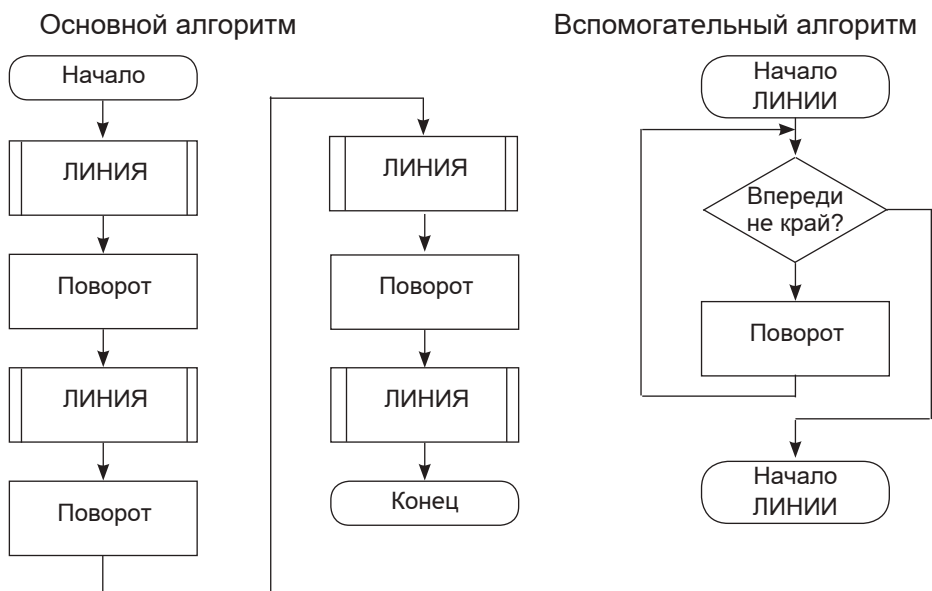 Основной алгоритм
Начало
ЛИНИЯ
Поворот
ЛИНИЯ
Поворот
ЛИНИЯ
Поворот
ЛИНИЯ
Конец
Вспомогательный алгоритм
Начало
ЛИНИИ
Впереди
не край?
Поворот
Начало
ЛИНИИ